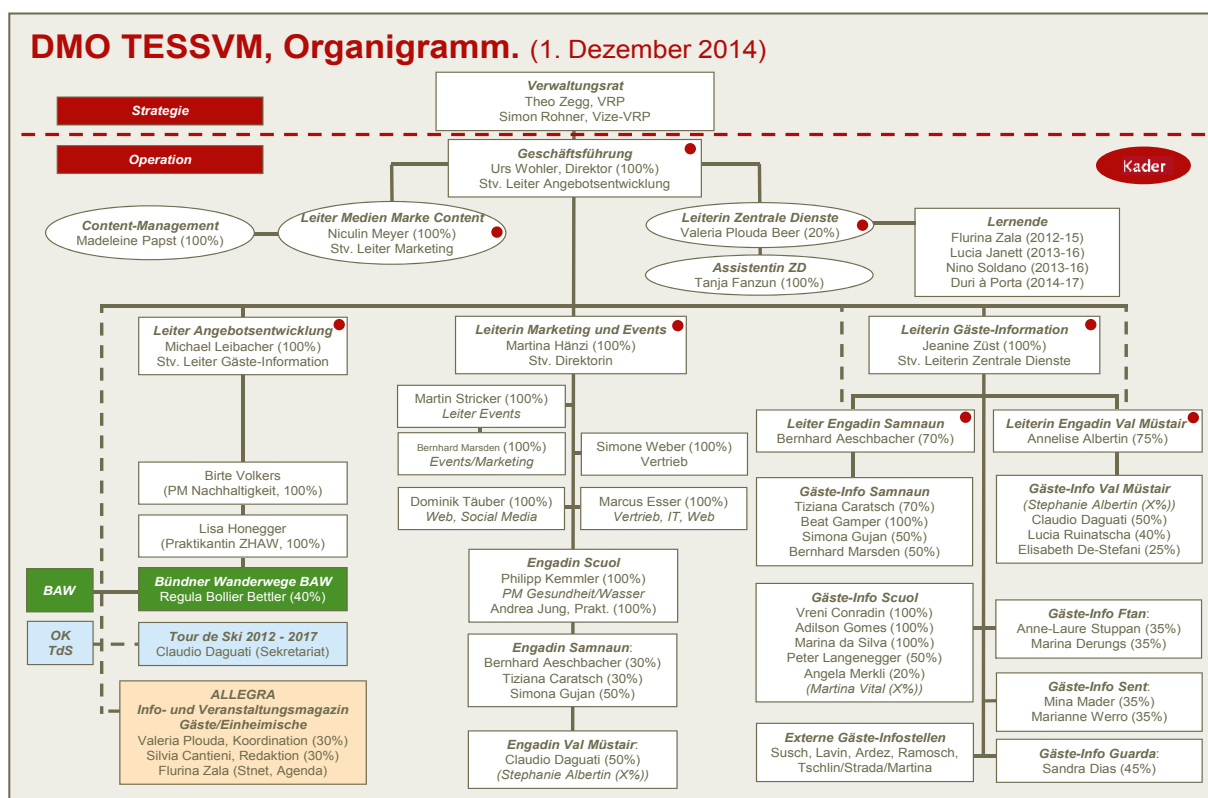 DMO TESSVM, Organigramm. (1. Dezember 2014)
Verwaltungsrat
Theo Zegg, VRP
Simon Rohner, Vize-VRP
Strategie
Operation
Geschäftsführung
Urs Wohler, Direktor (100%)
Stv. Leiter Angebotsentwicklung
Kader
Content-Management
Madeleine Papst (100%)
Leiter Medien Marke Content
Niculin Meyer (100%)
Stv. Leiter Marketing
Leiterin Zentrale Dienste
Valeria Plouda Beer (20%)
Assistentin ZD
Tanja Fanzun (100%)
Lernende
Flurina Zala (2012-15)
Lucia Janett (2013-16)
Nino Soldano (2013-16)
Duri à Porta (2014-17)
Leiter Angebotsentwicklung
Michael Leibacher (100%)
Stv. Leiter Gäste-Information
Leiterin Marketing und Events
Martina Hänzi (100%)
Stv. Direktorin
Leiterin Gäste-Information
Jeanine Züst (100%)
Stv. Leiterin Zentrale Dienste
Birte Volkers
(PM Nachhaltigkeit, 100%)
Lisa Honegger
(Praktikantin ZHAW, 100%)
BAW
Bündner Wanderwege BAW
Regula Bollier Bettler (40%)
OK
TdS
Tour de Ski 2012 - 2017
Claudio Daguati (Sekretariat)
ALLEGRA
Info- und Veranstaltungsmagazin
Gäste/Einheimische
Valeria Plouda, Koordination (30%)
Silvia Cantieni, Redaktion (30%)
Flurina Zala (Stnet, Agenda)
Martin Stricker (100%)
Leiter Events
Bernhard Marsden (100%)
Events/Marketing
Simone Weber (100%)
Vertrieb
Dominik Täuber (100%)
Web, Social Media
Marcus Esser (100%)
Vertrieb, IT, Web
Engadin Scuol
Philipp Kemmler (100%)
PM Gesundheit/Wasser
Andrea Jung, Prakt. (100%)
Engadin Samnaun:
Bernhard Aeschbacher (30%)
Tiziana Caratsch (30%)
Simona Gujan (50%)
Engadin Val Müstair:
Claudio Daguati (50%)
(Stephanie Albertin (X%))
Leiter Engadin Samnaun
Bernhard Aeschbacher (70%)
Leiterin Engadin Val Müstair
Annelise Albertin (75%)
Gäste-Info Samnaun
Tiziana Caratsch (70%)
Beat Gamper (100%)
Simona Gujan (50%)
Bernhard Marsden (50%)
Gäste-Info Val Müstair
(Stephanie Albertin (X%)
Claudio Daguati (50%)
Lucia Ruinatscha (40%)
Elisabeth De-Stefani (25%)
Gäste-Info Scuol
Vreni Conradin (100%)
Adilson Gomes (100%)
Marina da Silva (100%)
Peter Langenegger (50%)
Angela Merkli (20%)
(Martina Vital (X%))
Gäste-Info Ftan:
Anne-Laure Stuppan (35%)
Marina Derungs (35%)
Gäste-Info Sent:
Mina Mader (35%)
Marianne Werro (35%)
Externe Gäste-Infostellen
Susch, Lavin, Ardez, Ramosch,
Tschlin/Strada/Martina
Gäste-Info Guarda:
Sandra Dias (45%)